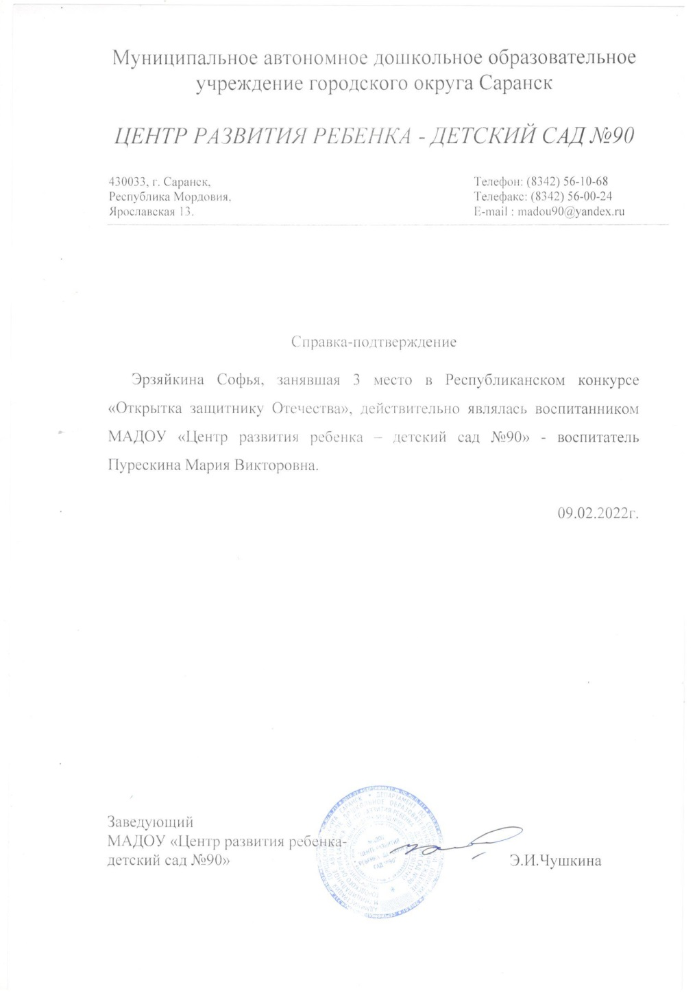 Муниципальное автономное дошкольное образовательное
учреждение городского округа Саранск
ЦЕНТР РАЗВИТИЯ РЕБЕНКА - ДЕТСКИЙ САД №90
430033, г. Саранск,
Республика Мордовия,
Ярославская 13.
Телефон: (8342) 56-10-68
Телефакс: (8342) 56-00-24
E-mail : madou90@yandex.ru
Справка-подтверждение
Эрзяйкина Софья, занявшая 3 место в Республиканском конкурсе
«Открытка защитнику Отечества», действительно являлась воспитанником
МАДОУ «Центр развития ребенка – детский сад №90» - воспитатель
Пурескина Мария Викторовна.
09.02.2022г.
Заведующий
МАДОУ «Центр развития ребенка-
детский сад №90»
Э.И.Чушкина